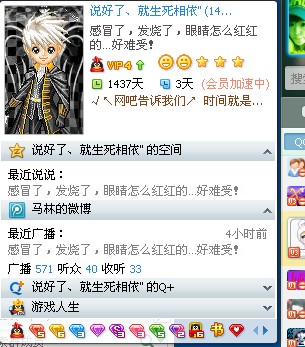 说好了、就生死相依" (14...
感冒了，发烧了，眼睛怎么红红的...好难受！
VIP4
1437天 3天 (会员加速中)
网吧告诉我们↗ 时间就是...
说好了、就生死相依" 的空间
最近说说：
感冒了，发烧了，眼睛怎么红红的...好难受！
马林的微博
最近广播： 4小时前
感冒了，发烧了，眼睛怎么红红的...好难受！
广播 571 听众 40 收听 33
说好了、就生死相依" 的Q+
游戏人生